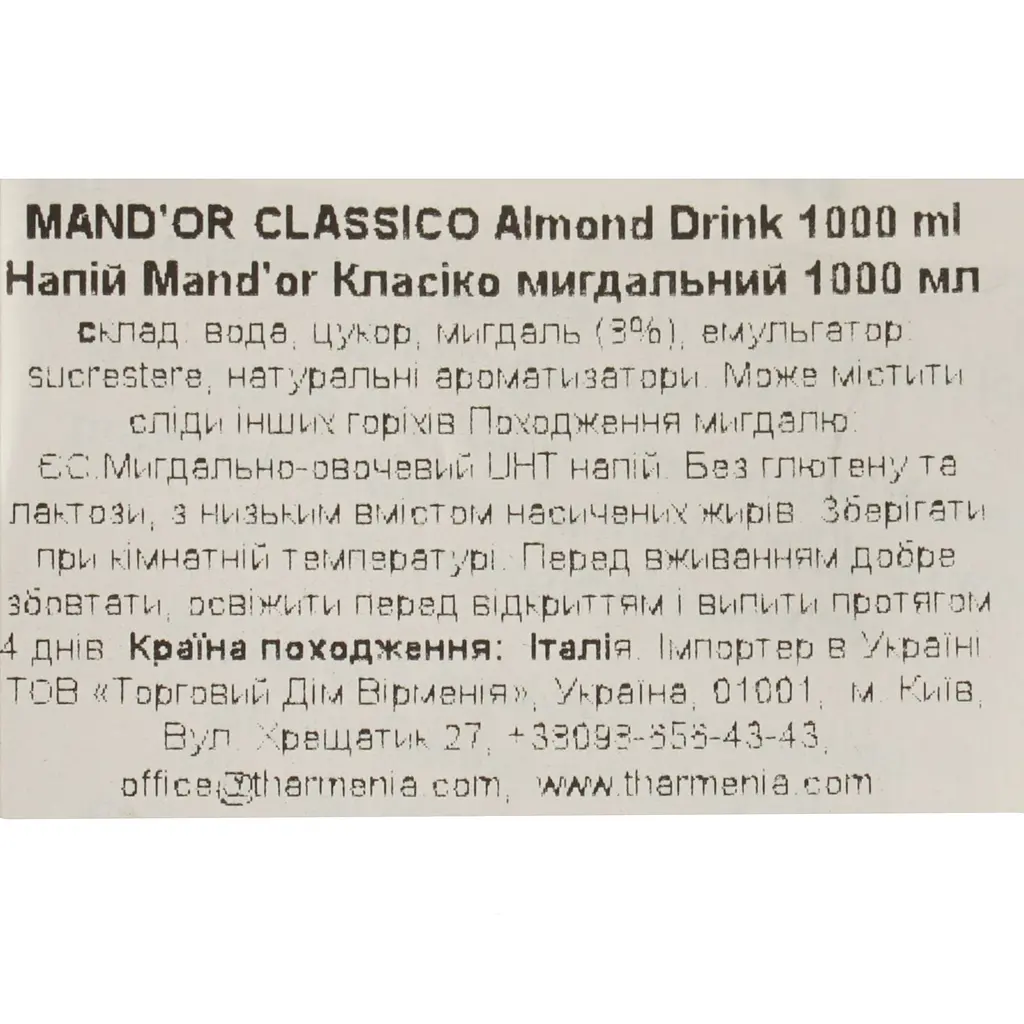 MAND'OR CLASSICO Almond Drink 1000 ml
Напій Mand'or Класіко мигдальний 1000 мл
склад: вода, цукор, мигдаль (3%), емульгатор:
sucrestere, натуральні ароматизатори. Може містити
сліди інших горіхів.Походження мигдалю:
ЄС.Мигдально-овочевий UHT напій. Без глютену та
лактози, з низьким вмістом насичених жирів. Зберігати
при кімнатній температурі. Перед вживанням добре
збовтати, освіжити перед відкриттям і випити протягом
4 днів. Країна походження: Італія. Імпортер в Україні
ТОВ «Торговий Дім Вірменія», Україна, 01001, м. Київ,
Вул. Хрещатик 27,
office@tharmenia.com, www.tharmenia.com